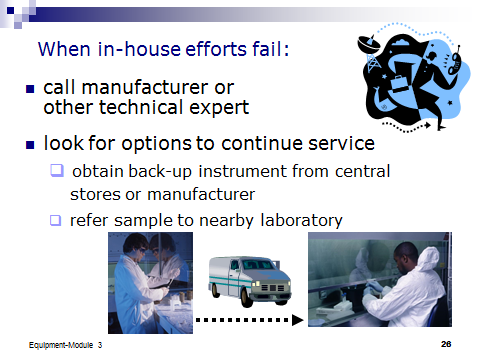 When in-house efforts fail:
call manufacturer or
other technical expert
look for options to continue service
obtain back-up instrument from central
stores or manufacturer
refer sample to nearby laboratory
Equipment-Module 3
26